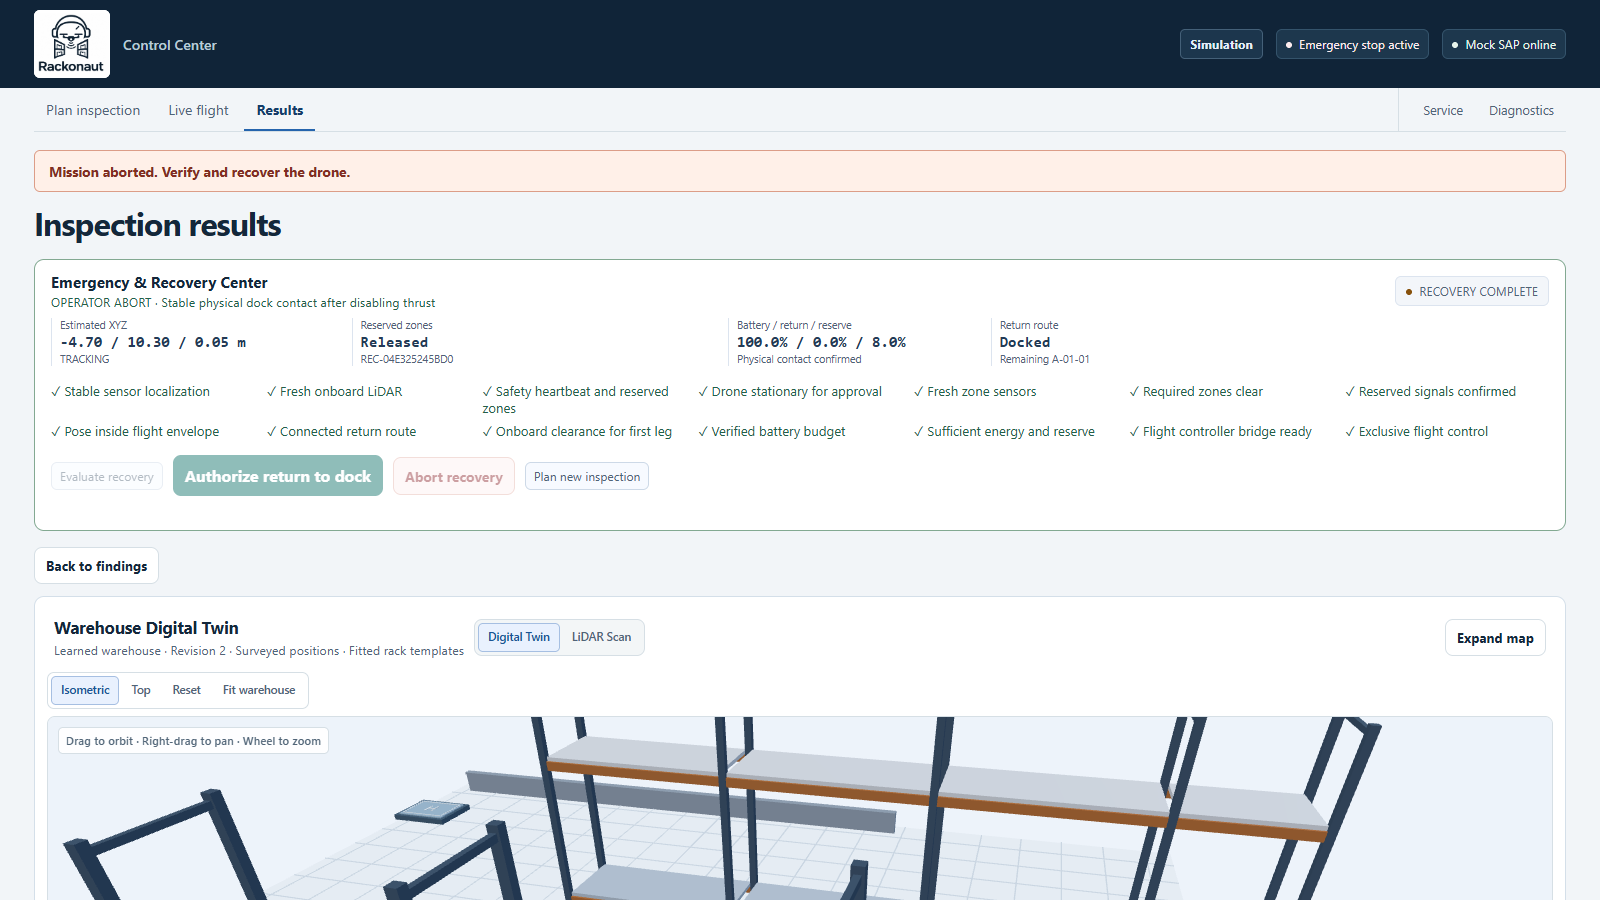 Rackonaut
Control Center
Simulation
Emergency stop active
Mock SAP online
Plan inspection
Live flight
Results
Service
Diagnostics
Mission aborted. Verify and recover the drone.
Inspection results
Emergency & Recovery Center
OPERATOR ABORT · Stable physical dock contact after disabling thrust
RECOVERY COMPLETE
Estimated XYZ
-4.70 / 10.30 / 0.05 m
TRACKING
Reserved zones
Released
REC-04E325245BD0
Battery / return / reserve
100.0% / 0.0% / 8.0%
Physical contact confirmed
Return route
Docked
Remaining A-01-01
✓ Stable sensor localization
✓ Fresh onboard LiDAR
✓ Safety heartbeat and reserved
zones
✓ Drone stationary for approval
✓ Fresh zone sensors
✓ Required zones clear
✓ Reserved signals confirmed
✓ Pose inside flight envelope
✓ Connected return route
✓ Onboard clearance for first leg
✓ Verified battery budget
✓ Sufficient energy and reserve
✓ Flight controller bridge ready
✓ Exclusive flight control
Evaluate recovery
Authorize return to dock
Abort recovery
Plan new inspection
Back to findings
Warehouse Digital Twin
Learned warehouse · Revision 2 · Surveyed positions · Fitted rack templates
Digital Twin
LiDAR Scan
Expand map
Isometric
Top
Reset
Fit warehouse
Drag to orbit · Right-drag to pan · Wheel to zoom
H